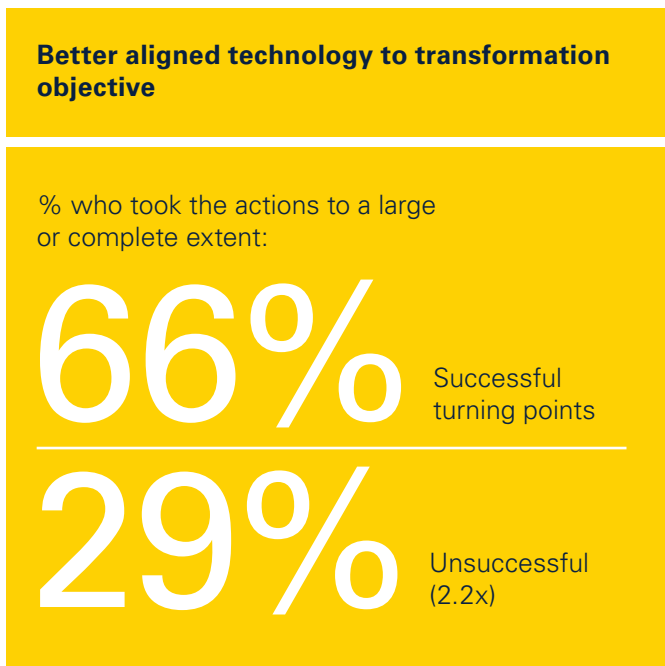 Better aligned technology to transformation
objective
% who took the actions to a large
or complete extent:
66%
Successful
turning points
29%
Unsuccessful
(2.2x)